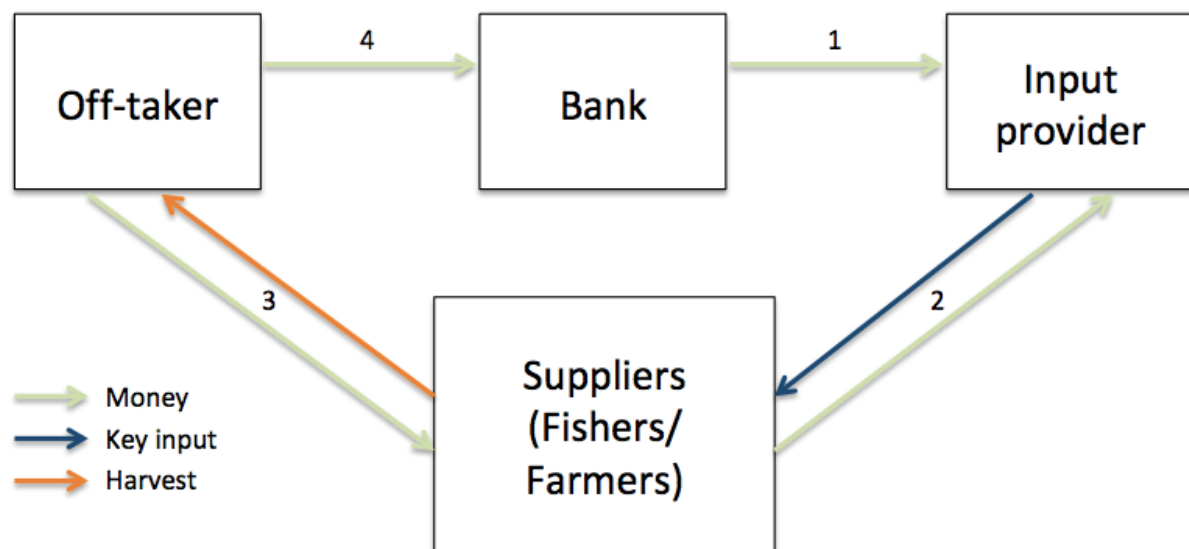 4
1
Off-taker
Bank
Input
provider
3
2
Suppliers
(Fishers/
Farmers)
Money
Key input
Harvest